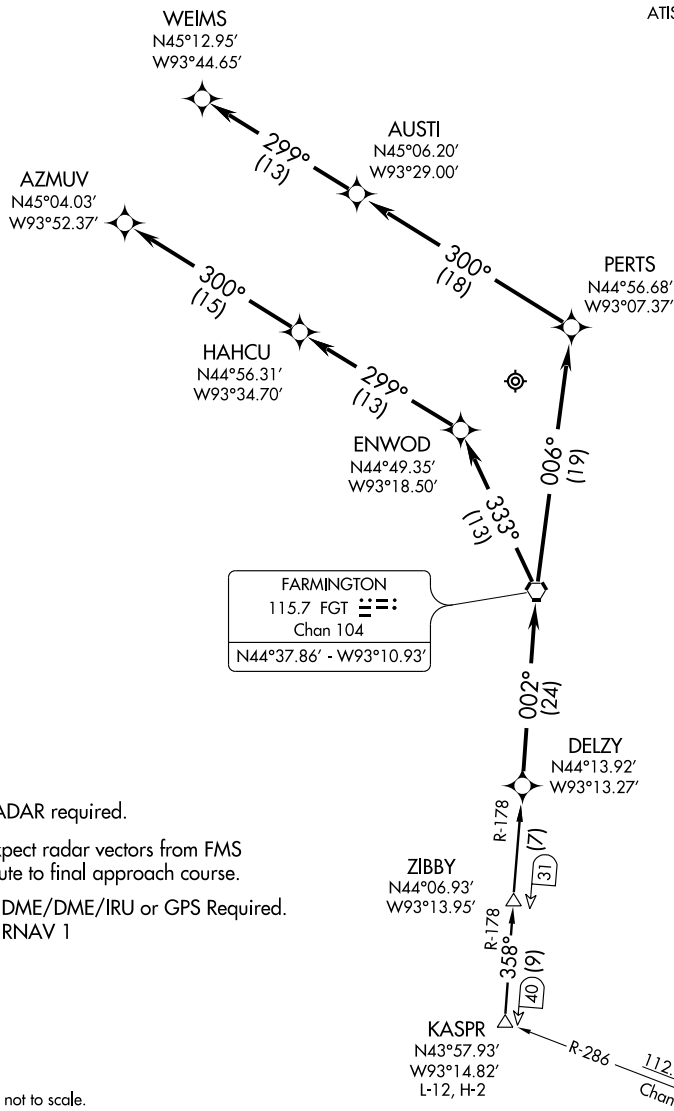 ATIS
WEIMS
N45°12.95'
W93°44.65'
299°
(13)
AUSTI
N45°06.20'
W93°29.00'
AZMUV
N45°04.03'
W93°52.37'
300°
(15)
300°
(18)
PERTS
N44°56.68'
W93°07.37'
HAHCU
N44°56.31'
W93°34.70'
299°
(13)
ENWOD
N44°49.35'
W93°18.50'
333°
(13)
006°
(19)
FARMINGTON
115.7 FGT
Chan 104
N44°37.86' - W93°10.93'
002°
(24)
DELZY
N44°13.92'
W93°13.27'
R-178
(7)
31
ZIBBY
N44°06.93'
W93°13.95'
R-178
358°
(9)
40
KASPR
N43°57.93'
W93°14.82'
L-12, H-2
R-286
112.
Chan
ADAR required.
xpect radar vectors from FMS
ute to final approach course.
DME/DME/IRU or GPS Required.
RNAV 1
not to scale.